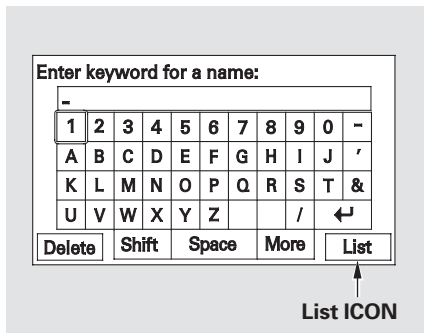 Enter keyword for a name:
-
1 2 3 4 5 6 7 8 9 0 -
A B C D E F G H I J ′
K L M N O P Q R S T &
U V W X Y Z / ↵
Delete Shift Space More List
List ICON